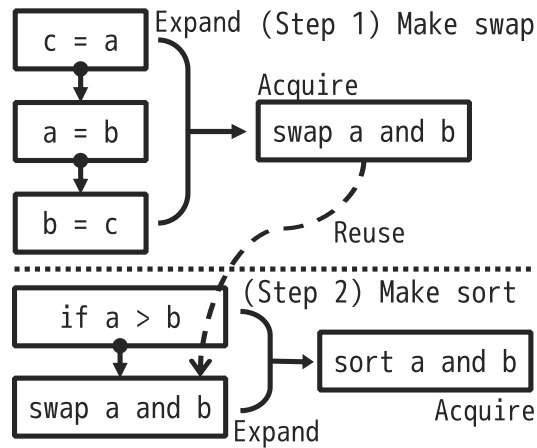 c = a
Expand
(Step 1) Make swap
a = b
Acquire
swap a and b
b = c
Reuse
(Step 2) Make sort
if a > b
sort a and b
swap a and b
Expand
Acquire